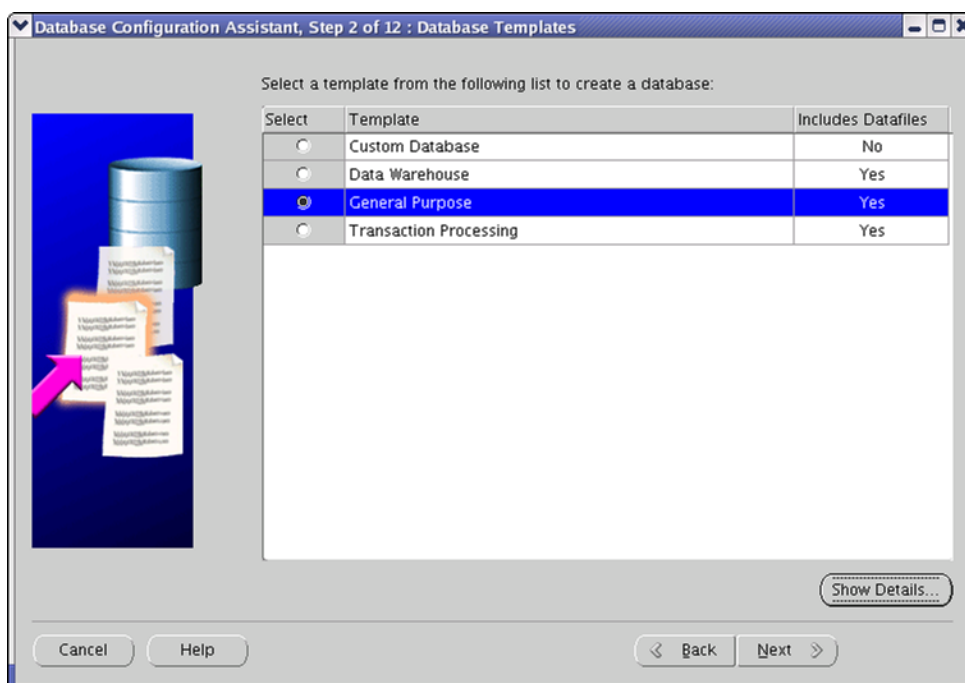 Database Configuration Assistant, Step 2 of 12 : Database Templates
Select a template from the following list to create a database:
Select Template Includes Datafiles
Custom Database No
Data Warehouse Yes
General Purpose Yes
Transaction Processing Yes
Show Details...
Cancel Help Back Next